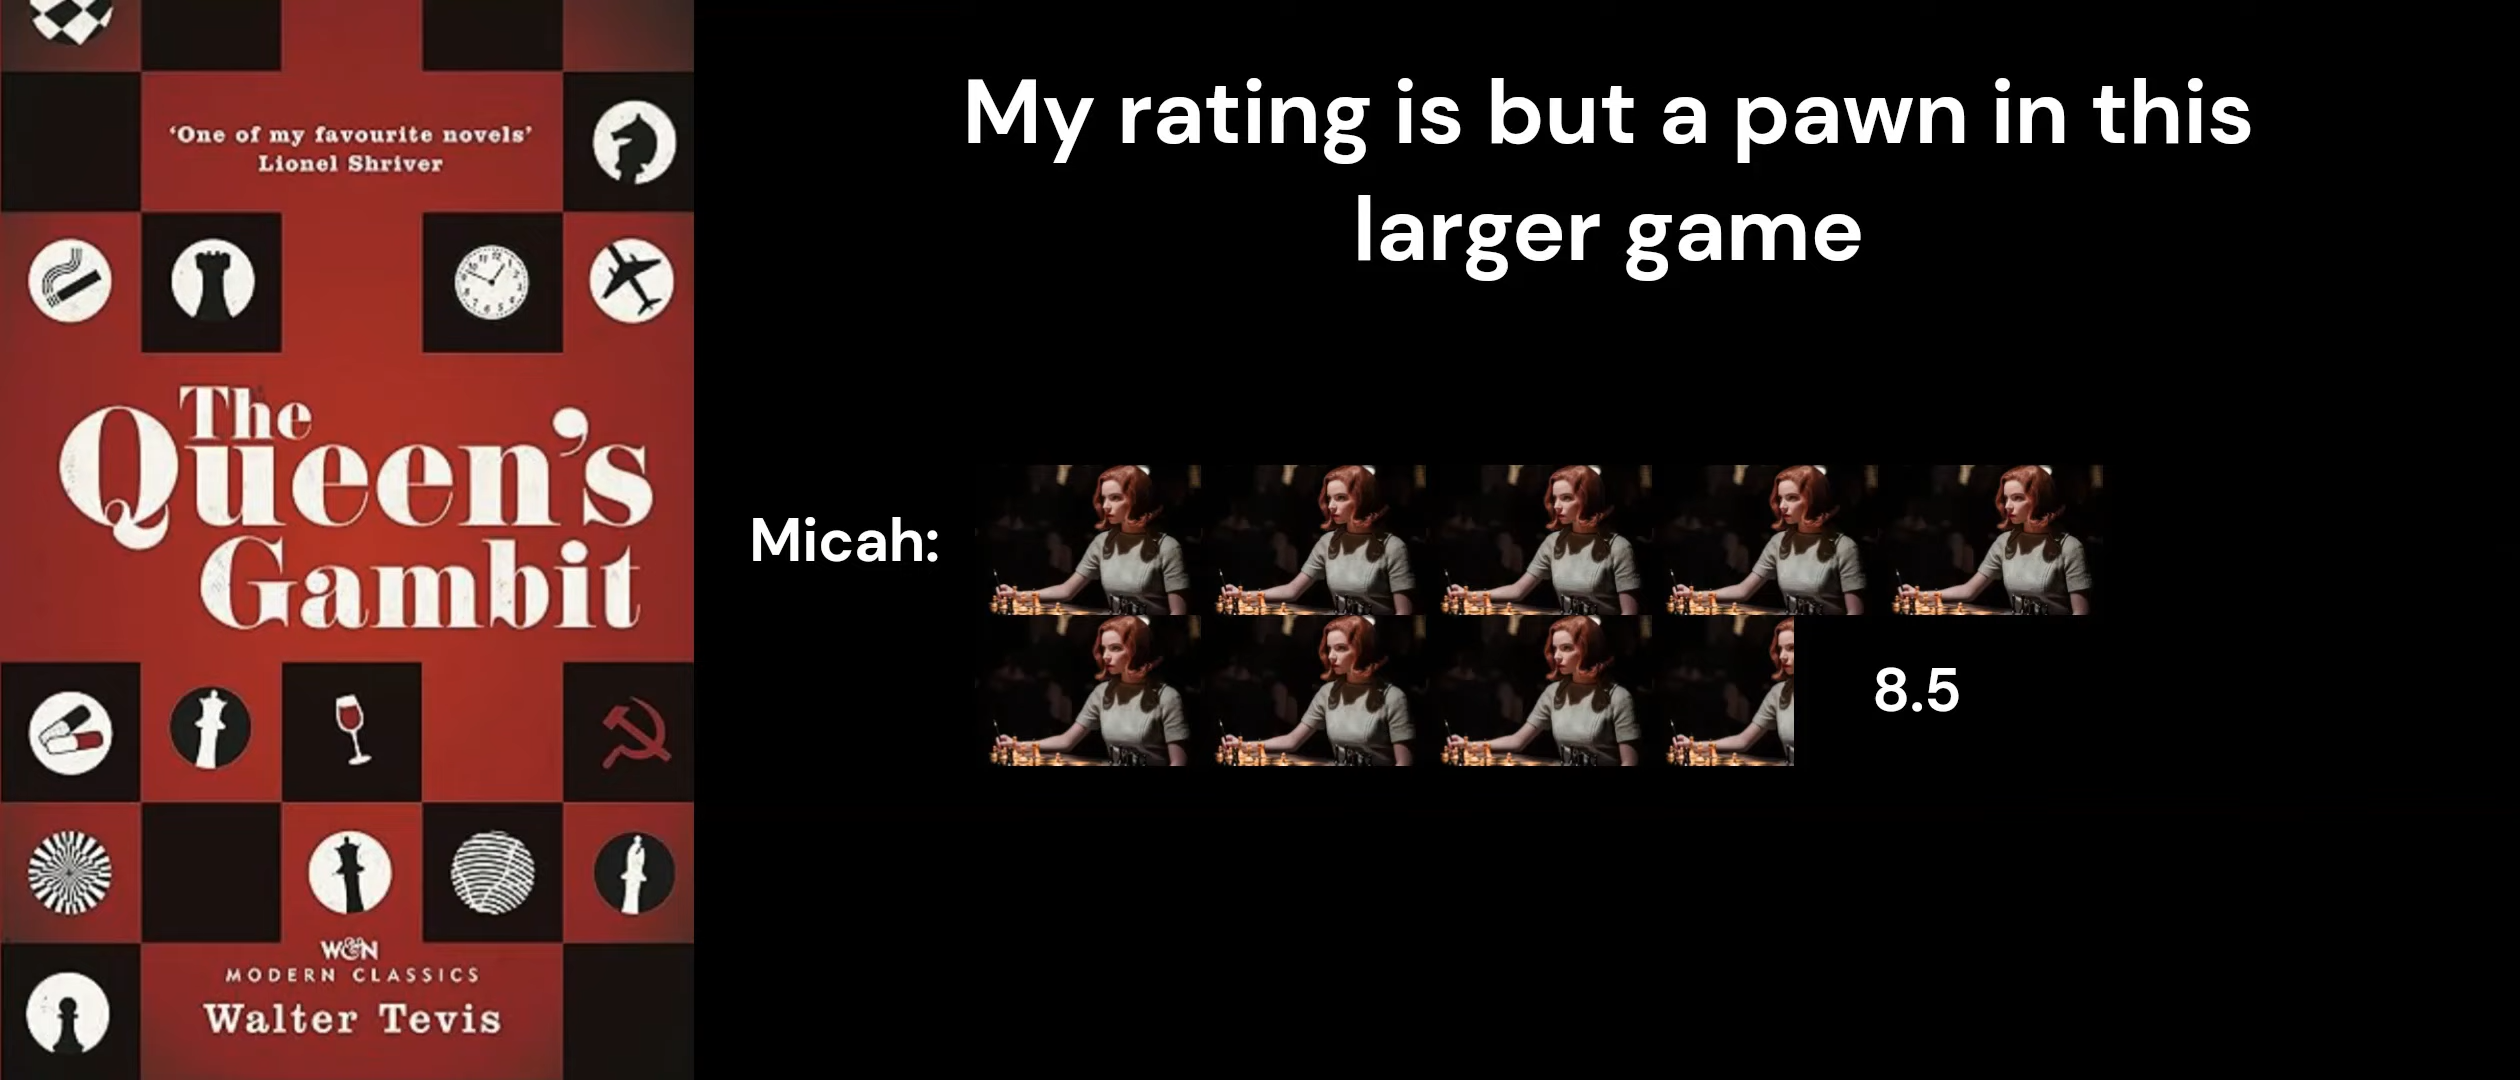 ‘One of my favourite novels’
Lionel Shriver
The
Queen’s
Gambit
W&N
MODERN CLASSICS
Walter Tevis
My rating is but a pawn in this
larger game
Micah:
8.5